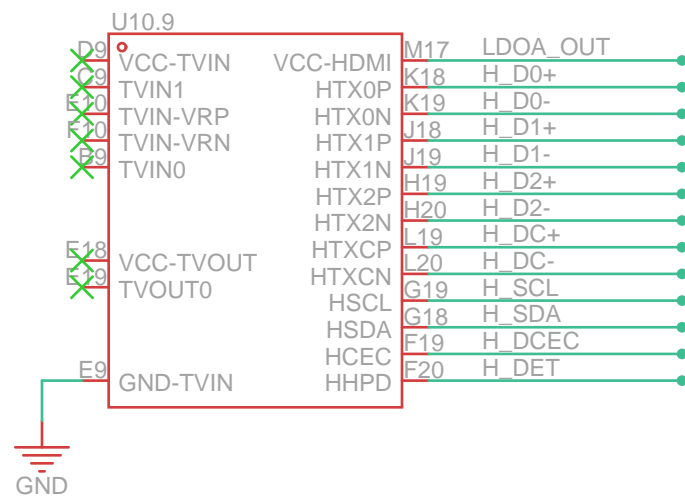 U10.9
D9 VCC-TVIN VCC-HDMI M17 LDOA_OUT
C9 TVIN1 HTX0P K18 H_D0+
E10 TVIN-VRP HTX0N K19 H_D0-
F10 TVIN-VRN HTX1P J18 H_D1+
B9 TVIN0 HTX1N J19 H_D1-
HTX2P H19 H_D2+
HTX2N H20 H_D2-
E18 VCC-TVOUT HTXCP L19 H_DC+
E19 TVOUT0 HTXCN L20 H_DC-
HSCL G19 H_SCL
HSDA G18 H_SDA
HCEC F19 H_DCEC
E9 GND-TVIN HHPD F20 H_DET
GND